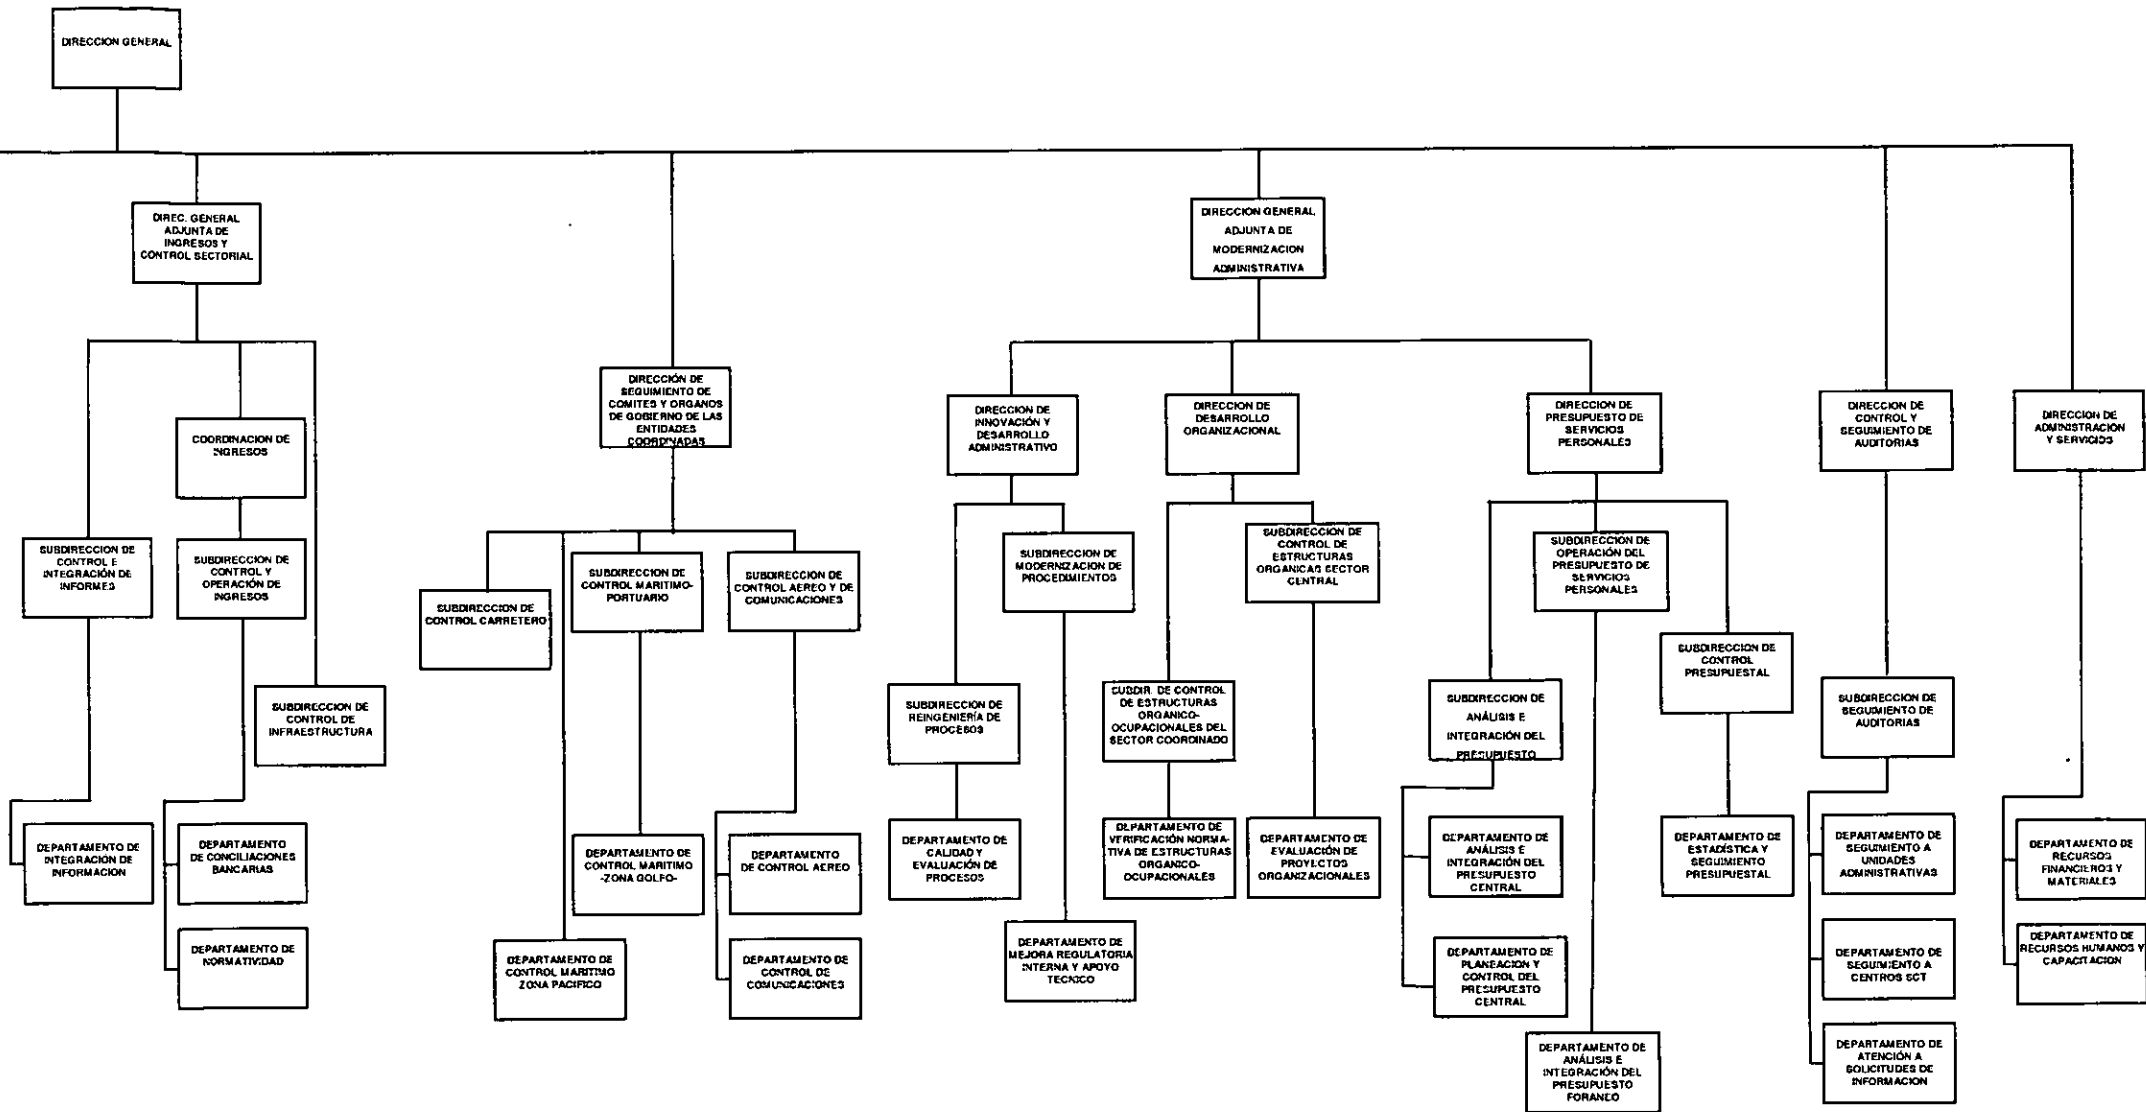 DIRECCION GENERAL
DIREC. GENERAL
ADJUNTA DE
INGRESOS Y
CONTROL SECTORIAL
DIRECCION GENERAL
ADJUNTA DE
MODERNIZACION
ADMINISTRATIVA
DIRECCIÓN DE
SEGUIMIENTO DE
COMITES Y ORGANOS
DE GOBIERNO DE LAS
ENTIDADES
COORDINADAS
DIRECCION DE
INNOVACIÓN Y
DESARROLLO
ADMINISTRATIVO
DIRECCION DE
DESARROLLO
ORGANIZACIONAL
DIRECCION DE
PRESUPUESTO DE
SERVICIOS
PERSONALES
DIRECCION DE
CONTROL Y
SEGUIMIENTO DE
AUDITORIAS
DIRECCION DE
ADMINISTRACION
Y SERVICIOS
COORDINACION DE
INGRESOS
SUBDIRECCION DE
CONTROL E
INTEGRACIÓN DE
INFORMES
SUBDIRECCION DE
CONTROL Y
OPERACIÓN DE
INGRESOS
SUBDIRECCION DE
CONTROL DE
INFRAESTRUCTURA
SUBDIRECCION DE
CONTROL CARRETERO
SUBDIRECCION DE
CONTROL MARITIMO-
PORTUARIO
SUBDIRECCION DE
CONTROL AEREO Y DE
COMUNICACIONES
SUBDIRECCION DE
MODERNIZACION DE
PROCEDIMIENTOS
SUBDIRECCION DE
CONTROL DE
ESTRUCTURAS
ORGANICAS SECTOR
CENTRAL
SUBDIRECCION DE
OPERACIÓN DEL
PRESUPUESTO DE
SERVICIOS
PERSONALES
SUBDIRECCION DE
CONTROL
PRESUPUESTAL
SUBDIRECCION DE
REINGENIERÍA DE
PROCESOS
SUBDIR. DE CONTROL
DE ESTRUCTURAS
ORGANICO-
OCUPACIONALES DEL
SECTOR COORDINADO
SUBDIRECCION DE
ANÁLISIS E
INTEGRACIÓN DEL
PRESUPUESTO
SUBDIRECCION DE
SEGUIMIENTO DE
AUDITORIAS
DEPARTAMENTO DE
INTEGRACIÓN DE
INFORMACION
DEPARTAMENTO
DE CONCILIACIONES
BANCARIAS
DEPARTAMENTO DE
NORMATIVIDAD
DEPARTAMENTO DE
CONTROL MARITIMO
ZONA PACIFICO
DEPARTAMENTO DE
CONTROL MARITIMO
-ZONA GOLFO-
DEPARTAMENTO
DE CONTROL AEREO
DEPARTAMENTO DE
CONTROL DE
COMUNICACIONES
DEPARTAMENTO DE
CALIDAD Y
EVALUACIÓN DE
PROCESOS
DEPARTAMENTO DE
MEJORA REGULATORIA
INTERNA Y APOYO
TECNICO
DEPARTAMENTO DE
VERIFICACIÓN NORMA-
TIVA DE ESTRUCTURAS
ORGANICO-
OCUPACIONALES
DEPARTAMENTO DE
EVALUACIÓN DE
PROYECTOS
ORGANIZACIONALES
DEPARTAMENTO DE
ANÁLISIS E
INTEGRACIÓN DEL
PRESUPUESTO
CENTRAL
DEPARTAMENTO DE
PLANEACION Y
CONTROL DEL
PRESUPUESTO
CENTRAL
DEPARTAMENTO DE
ANÁLISIS E
INTEGRACIÓN DEL
PRESUPUESTO
FORANEO
DEPARTAMENTO DE
ESTADÍSTICA Y
SEGUIMIENTO
PRESUPUESTAL
DEPARTAMENTO DE
SEGUIMIENTO A
UNIDADES
ADMINISTRATIVAS
DEPARTAMENTO DE
SEGUIMIENTO A
CENTROS SCT
DEPARTAMENTO DE
ATENCIÓN A
SOLICITUDES DE
INFORMACION
DEPARTAMENTO DE
RECURSOS
FINANCIEROS Y
MATERIALES
DEPARTAMENTO DE
RECURSOS HUMANOS Y
CAPACITACION